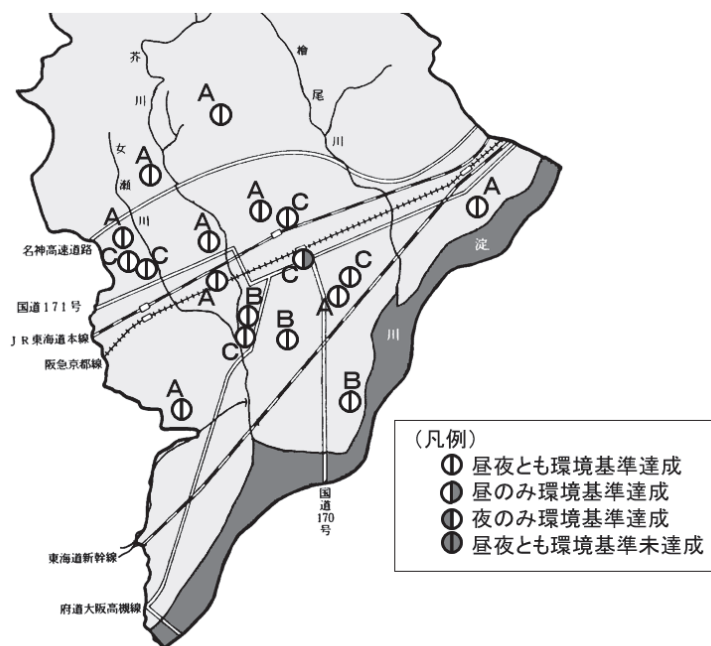 芥
川
檜
尾
川
女
瀬
川
A
A
A
A
A
C
A
C
C
名神高速道路
国道171号
JR東海道本線
阪急京都線
A
C
C
A
B
C
B
B
A
淀
川
国道170号
東海道新幹線
府道大阪高槻線
(凡例)
昼夜とも環境基準達成
昼のみ環境基準達成
夜のみ環境基準達成
昼夜とも環境基準未達成